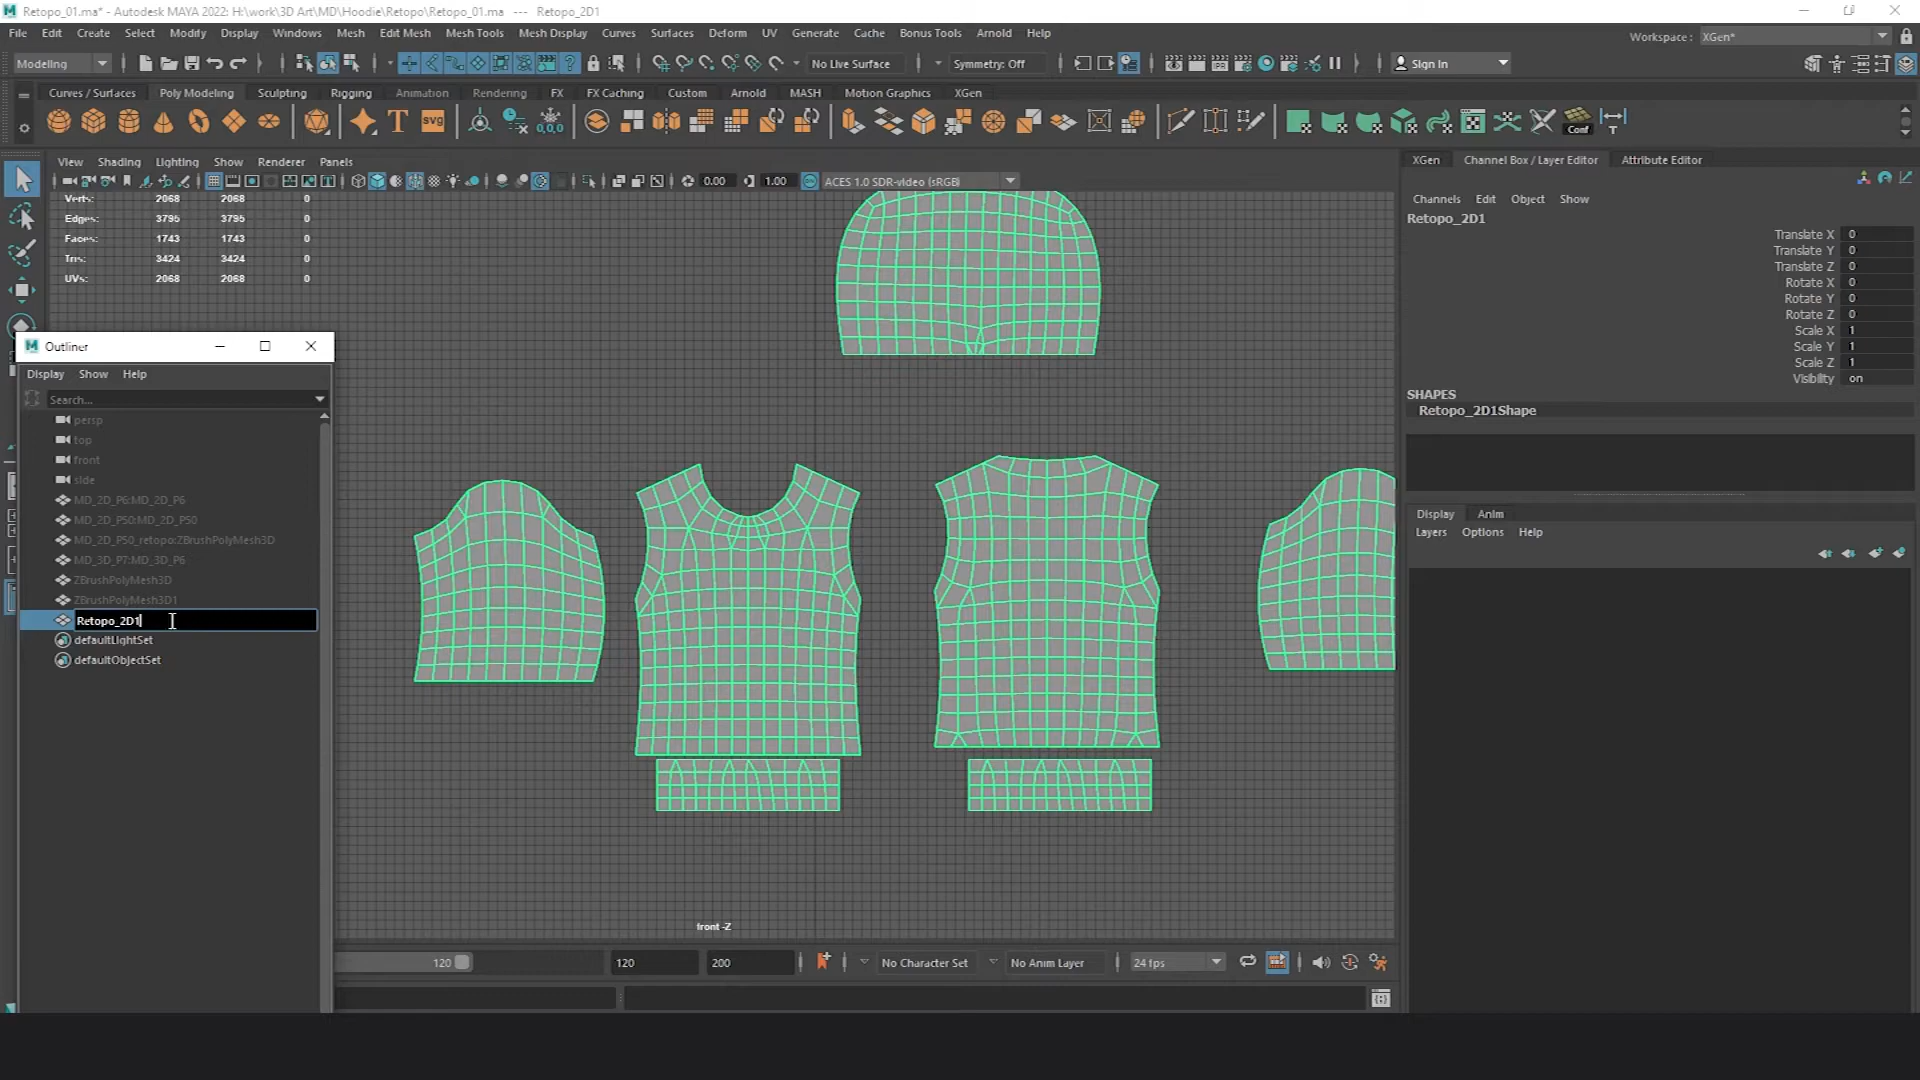 Retopo_01.ma* - Autodesk MAYA 2022: H:\work\3D Art\MD\Hoodie\Retopo\Retopo_01.ma --- Retopo_2D1
File Edit Create Select Modify Display Windows Mesh Edit Mesh Mesh Tools Mesh Display Curves Surfaces Deform UV Generate Cache Bonus Tools Arnold Help
Workspace : XGen*
Modeling No Live Surface Symmetry: Off Sign In
Curves / Surfaces Poly Modeling Sculpting Rigging Animation Rendering FX FX Caching Custom Arnold MASH Motion Graphics XGen
T svg 0,0,0 Conf T
View Shading Lighting Show Renderer Panels
0.00 1.00 ACES 1.0 SDR-video (sRGB)
Verts: 2068 2068 0
Edges: 3795 3795 0
Faces: 1743 1743 0
Tris: 3424 3424 0
UVs: 2068 2068 0
Outliner
Display Show Help
Search...
persp
top
front
side
MD_2D_P6:MD_2D_P6
MD_2D_P50:MD_2D_P50
MD_2D_P50_retopo:ZBrushPolyMesh3D
MD_3D_P7:MD_3D_P6
ZBrushPolyMesh3D
ZBrushPolyMesh3D1
Retopo_2D1
defaultLightSet
defaultObjectSet
front -Z
120 120 200 No Character Set No Anim Layer 24 fps
XGen Channel Box / Layer Editor Attribute Editor
Channels Edit Object Show
Retopo_2D1
Translate X 0
Translate Y 0
Translate Z 0
Rotate X 0
Rotate Y 0
Rotate Z 0
Scale X 1
Scale Y 1
Scale Z 1
Visibility on
SHAPES
Retopo_2D1Shape
Display Anim
Layers Options Help